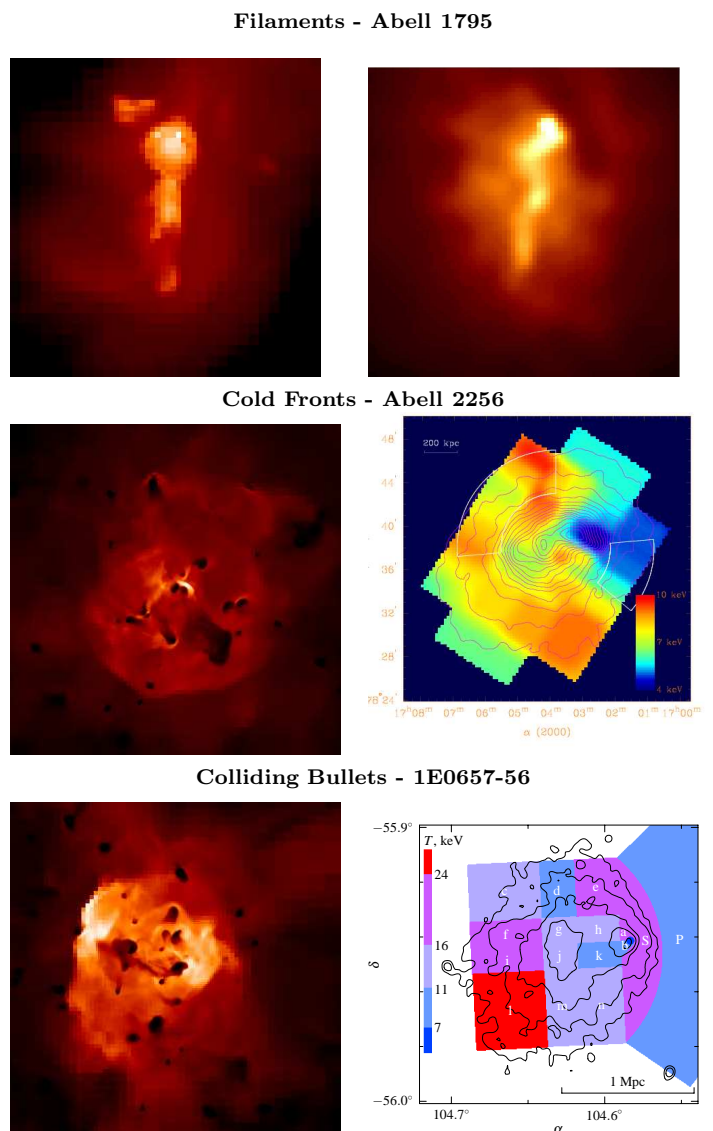 Filaments - Abell 1795
Cold Fronts - Abell 2256
200 kpc
48'
44'
40'
36'
32'
28'
78°24'
10 keV
7 keV
4 keV
17ʰ08ᵐ 07ᵐ 06ᵐ 05ᵐ 04ᵐ 03ᵐ 02ᵐ 01ᵐ 17ʰ00ᵐ
α (2000)
Colliding Bullets - 1E0657-56
−55.9°
T, keV
24
16
11
7
c d e
f g h a S P
b
i j k
l m n
δ
1 Mpc
−56.0°
104.7° 104.6°
α